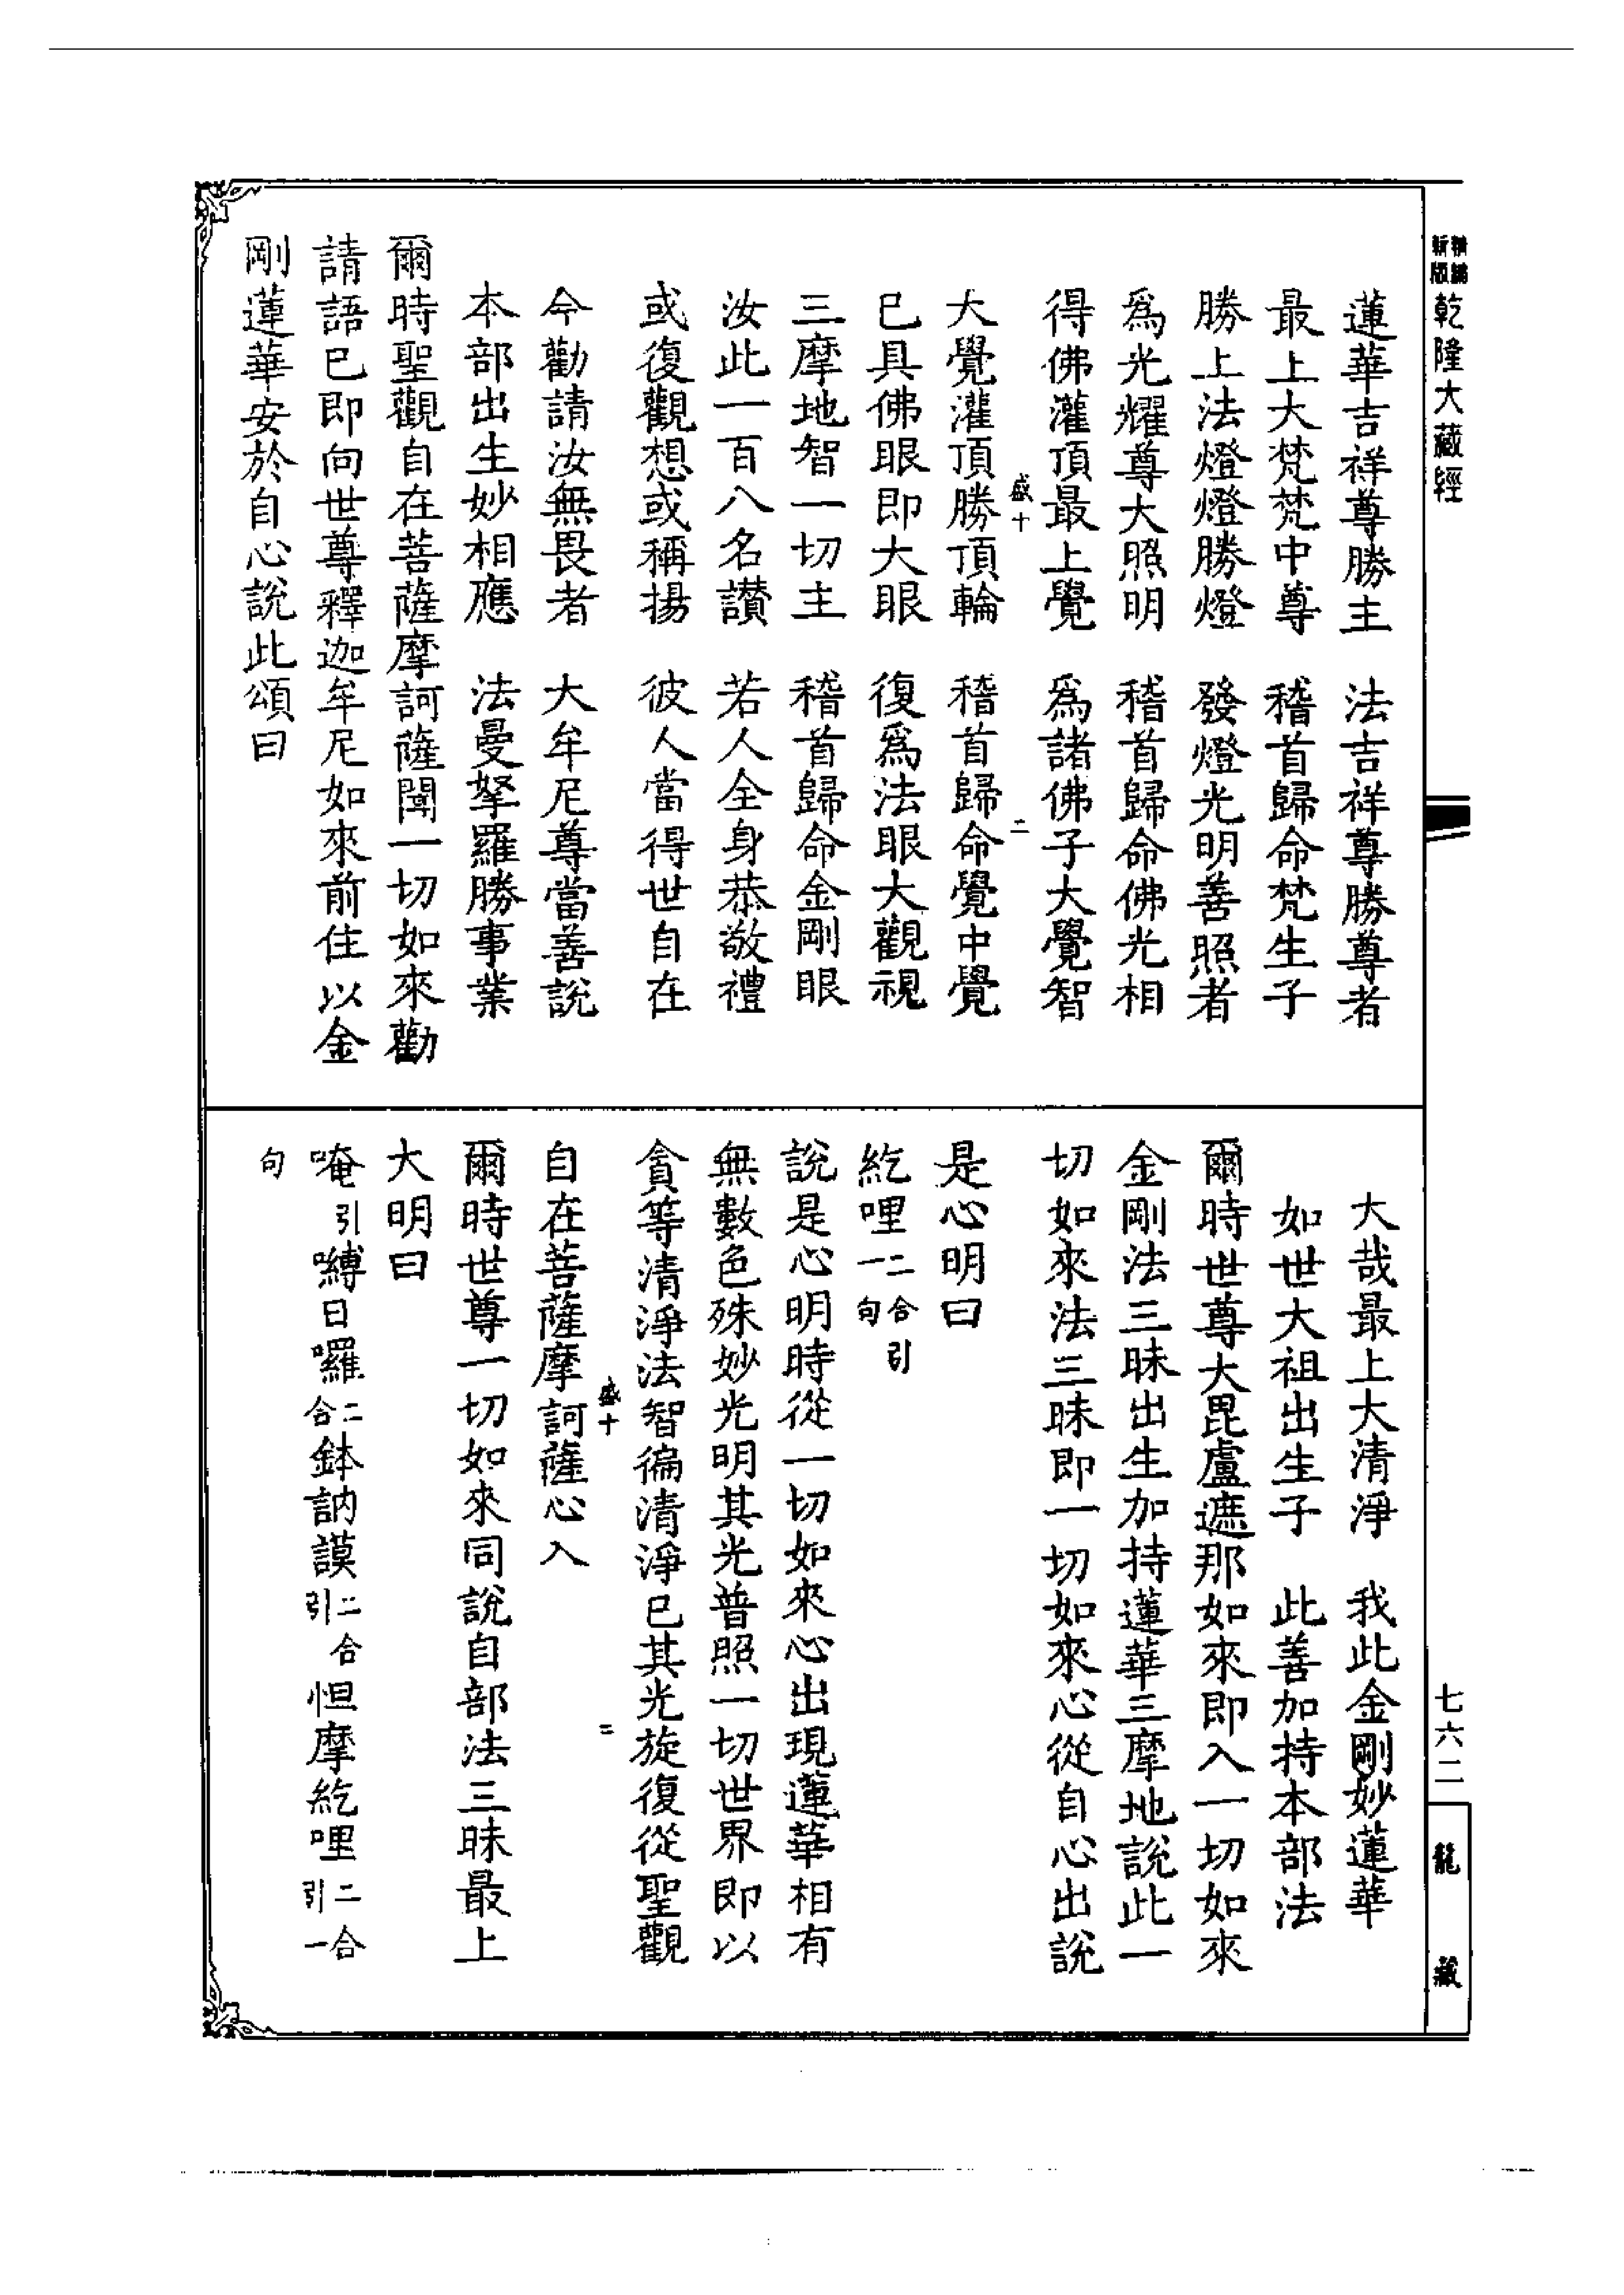 新版精編乾隆大藏經
七六二
龍藏
蓮華吉祥尊勝主　法吉祥尊勝尊者
最上大梵梵中尊　稽首歸命梵生子
勝上法燈燈勝燈　發燈光明善照者
為光耀尊大照明　稽首歸命佛光相
得佛灌頂最上覺　為諸佛子大覺智
盛十　二
大覺灌頂勝頂輪　稽首歸命覺中覺
已具佛眼即大眼　復為法眼大觀視
三摩地智一切主　稽首歸命金剛眼
汝此一百八名讚　若人全身恭敬禮
或復觀想或稱揚　彼人當得世自在
今勸請汝無畏者　大牟尼尊當善說
本部出生妙相應　法曼拏羅勝事業
爾時聖觀自在菩薩摩訶薩聞一切如來勸
請語已即向世尊釋迦牟尼如來前住以金
剛蓮華安於自心說此頌曰
大哉最上大清淨　我此金剛妙蓮華
如世大祖出生子　此善加持本部法
爾時世尊大毘盧遮那如來即入一切如來
金剛法三昧出生加持蓮華三摩地說此一
切如來法三昧即一切如來心從自心出說
是心明曰
紇哩二合引一句
說是心明時從一切如來心出現蓮華相有
無數色殊妙光明其光普照一切世界即以
貪等清淨法智徧清淨已其光旋復從聖觀
盛十　三
自在菩薩摩訶薩心入
爾時世尊一切如來同說自部法三昧最上
大明曰
唵引嚩日囉二合鉢訥謨二合引怛摩紇哩二合引一
句